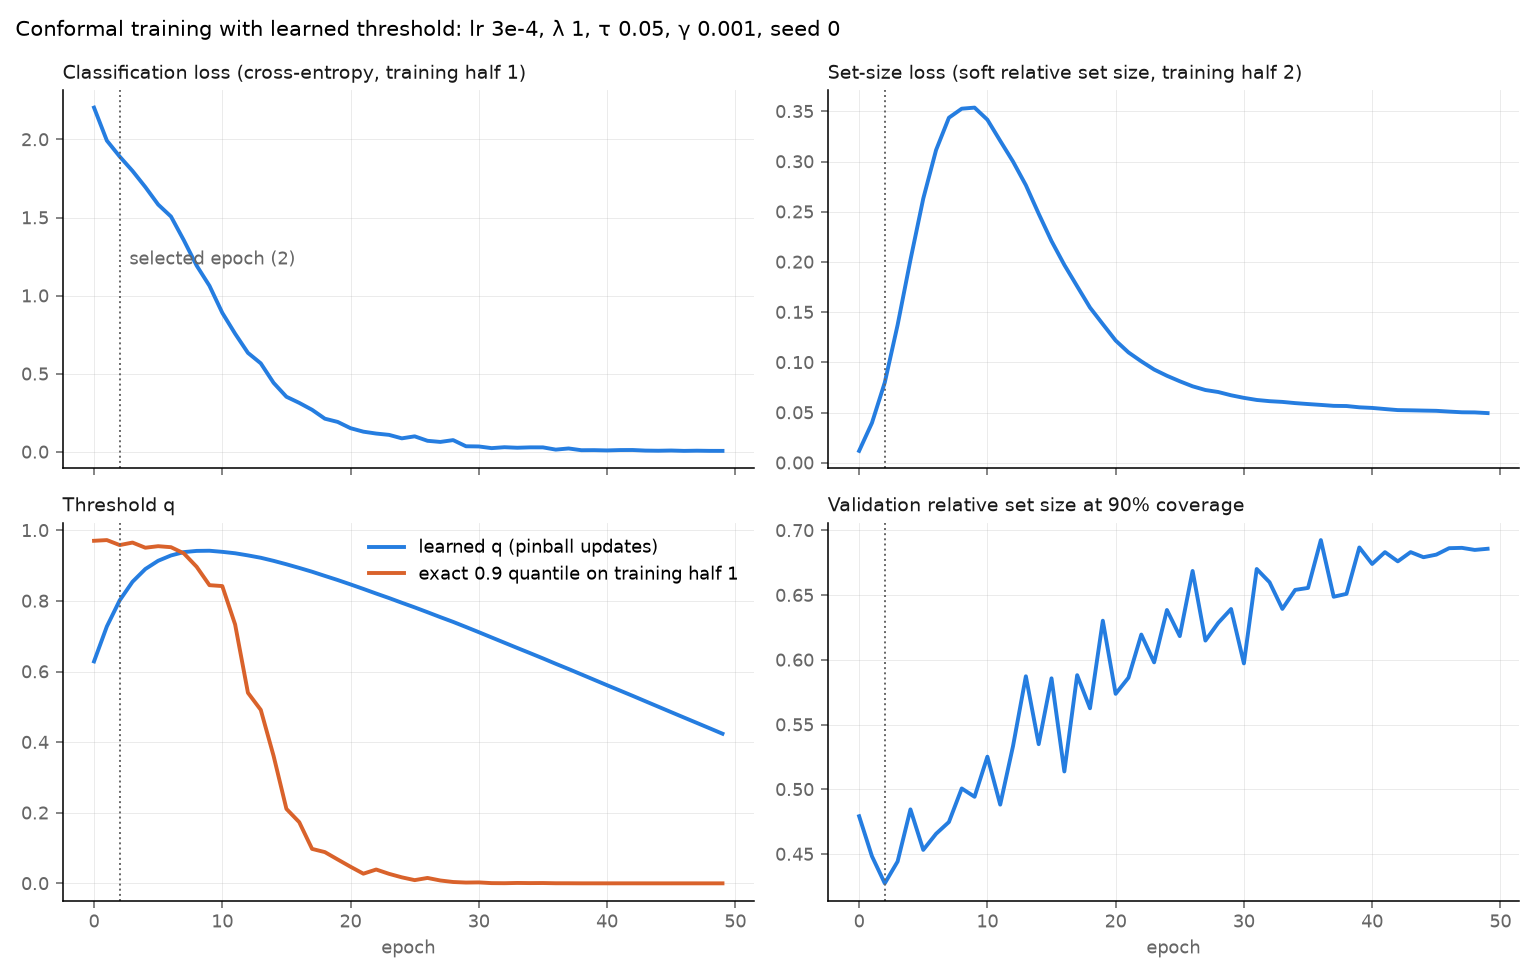 Conformal training with learned threshold: lr 3e-4, λ 1, τ 0.05, γ 0.001, seed 0
Classification loss (cross-entropy, training half 1)
2.0
1.5
1.0
0.5
0.0
selected epoch (2)
Set-size loss (soft relative set size, training half 2)
0.35
0.30
0.25
0.20
0.15
0.10
0.05
0.00
Threshold q
1.0
0.8
0.6
0.4
0.2
0.0
learned q (pinball updates)
exact 0.9 quantile on training half 1
0 10 20 30 40 50
epoch
Validation relative set size at 90% coverage
0.70
0.65
0.60
0.55
0.50
0.45
0 10 20 30 40 50
epoch